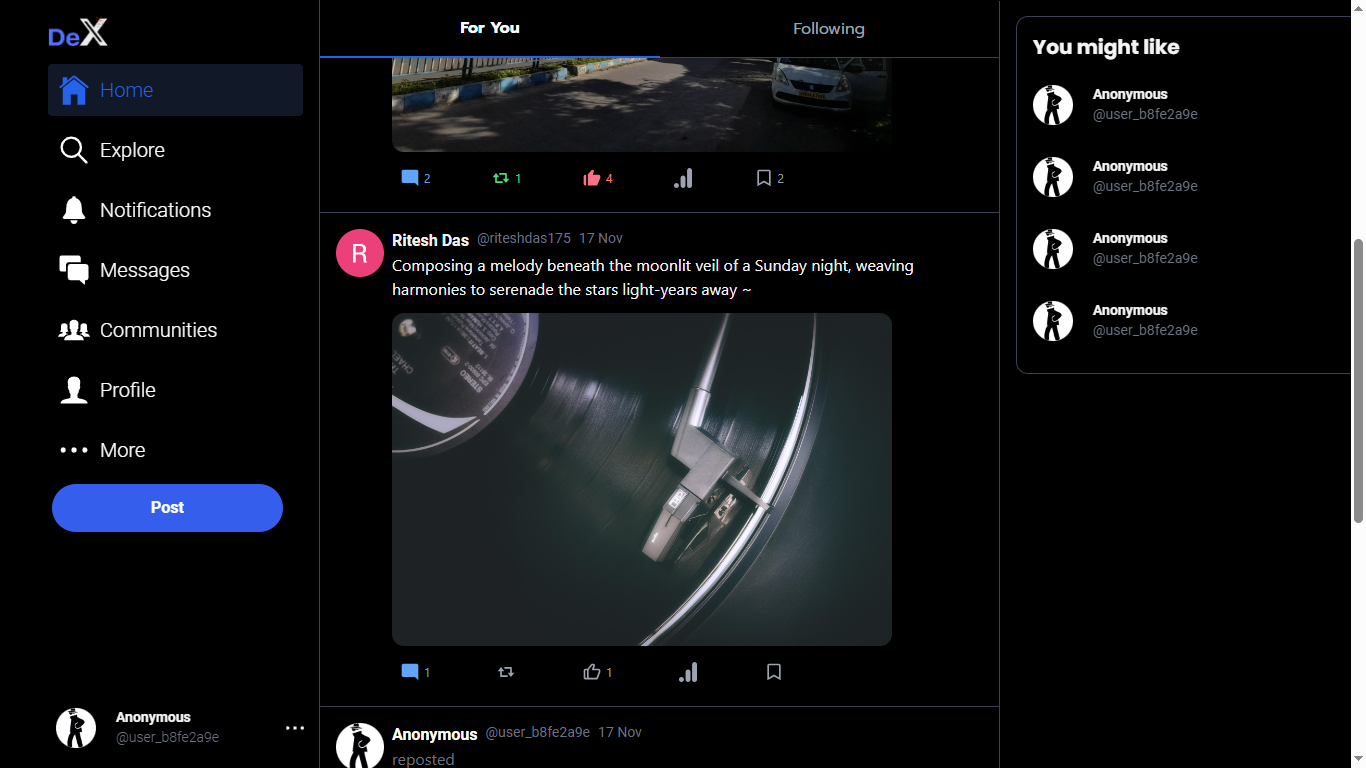 DeX
Home
Explore
Notifications
Messages
Communities
Profile
More
Post
Anonymous
@user_b8fe2a9e
For You
Following
2
1
4
2
Ritesh Das @riteshdas175 17 Nov
Composing a melody beneath the moonlit veil of a Sunday night, weaving
harmonies to serenade the stars light-years away ~
STEREO
1
1
Anonymous @user_b8fe2a9e 17 Nov
reposted
You might like
Anonymous
@user_b8fe2a9e
Anonymous
@user_b8fe2a9e
Anonymous
@user_b8fe2a9e
Anonymous
@user_b8fe2a9e